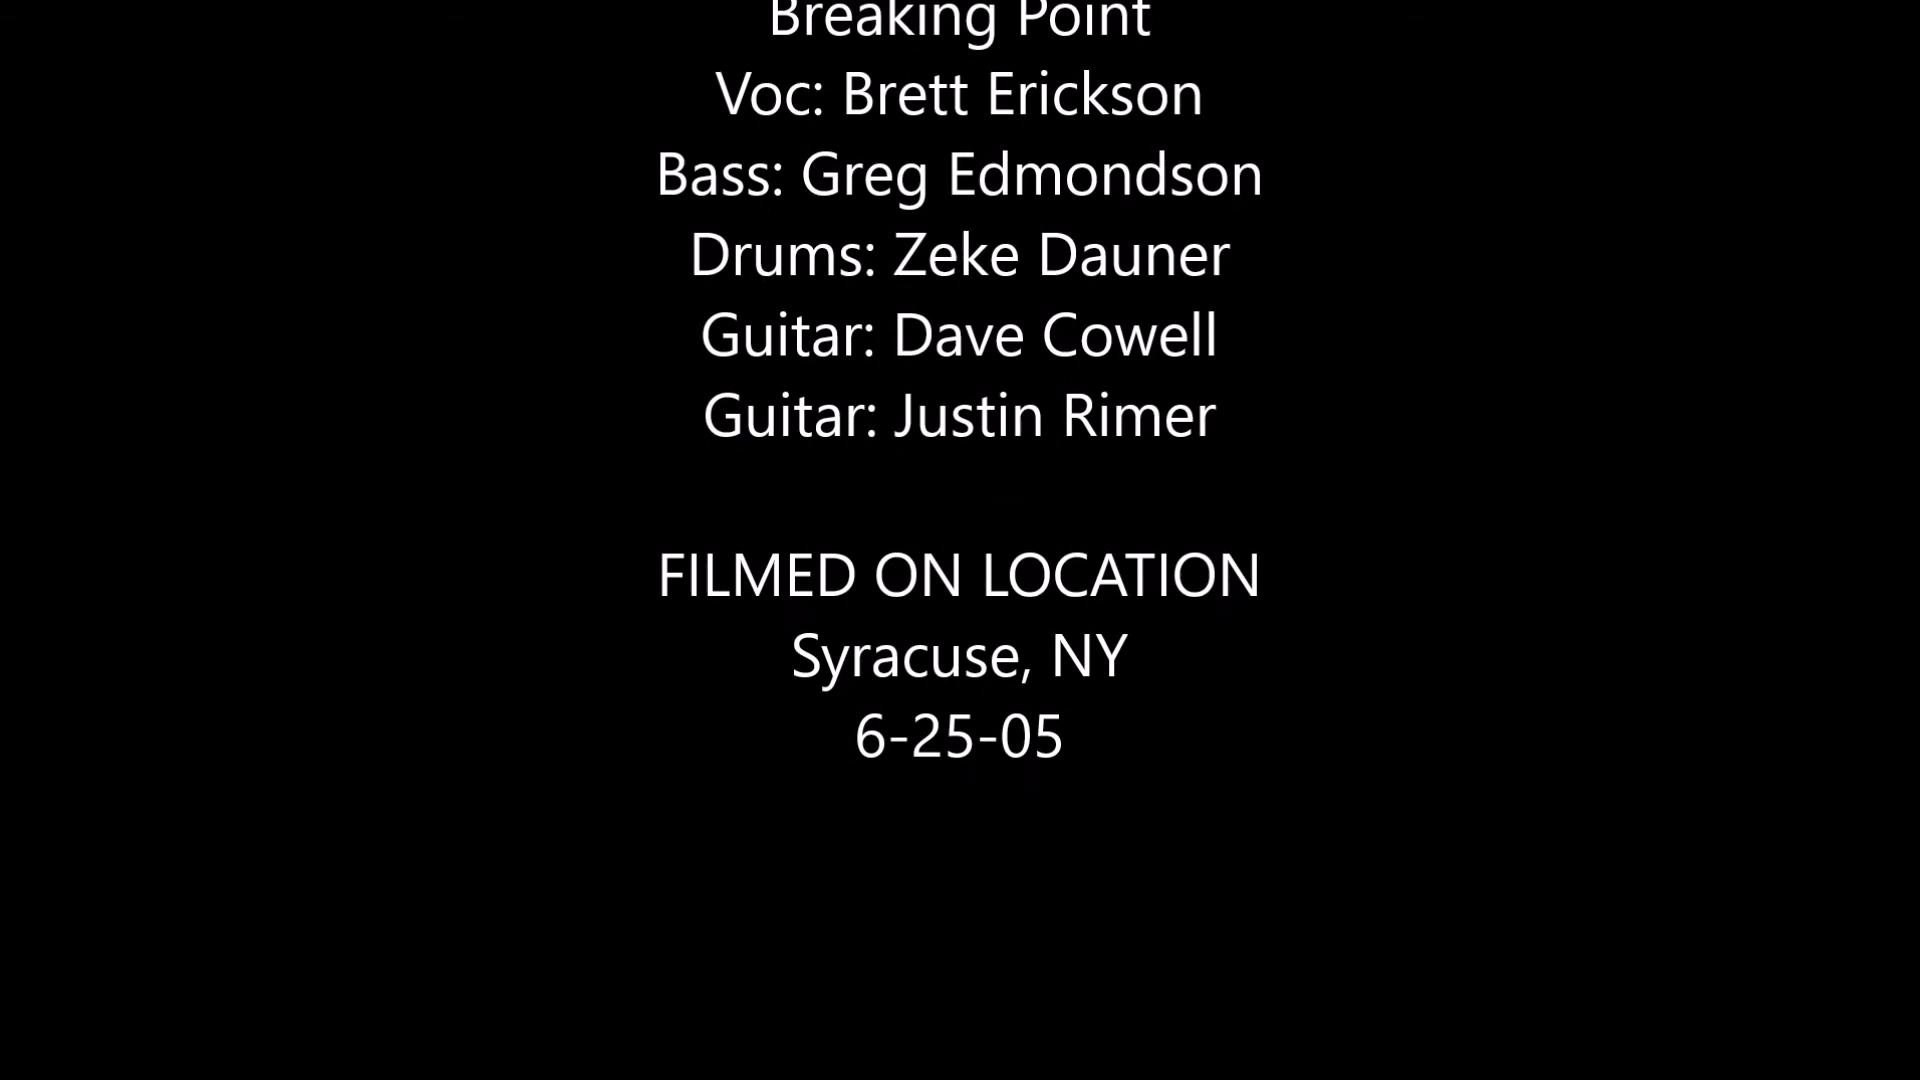 Breaking Point
Voc: Brett Erickson
Bass: Greg Edmondson
Drums: Zeke Dauner
Guitar: Dave Cowell
Guitar: Justin Rimer
FILMED ON LOCATION
Syracuse, NY
6-25-05